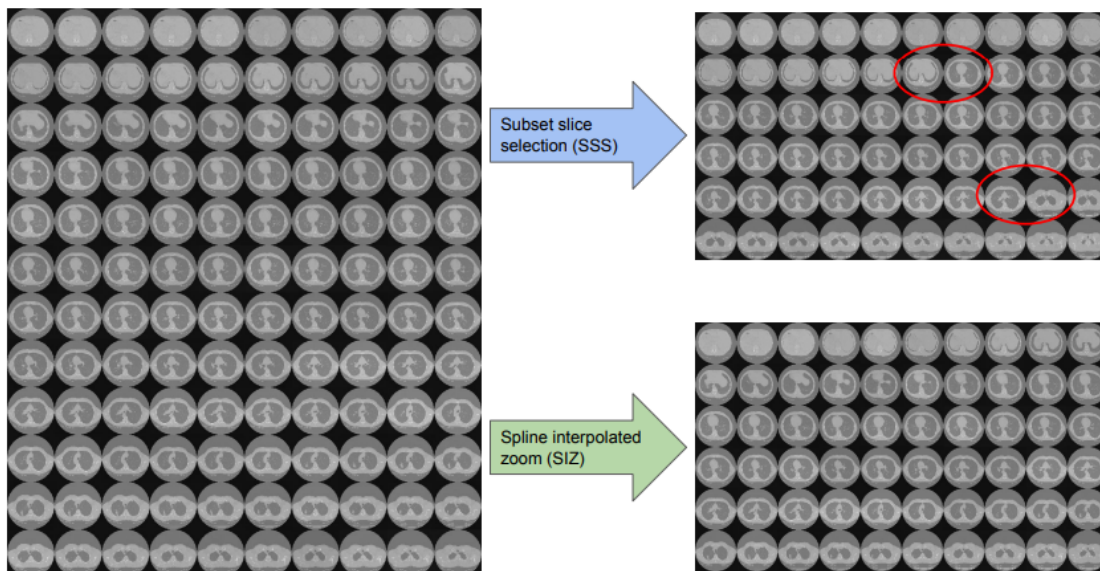 Subset slice
selection (SSS)
Spline interpolated
zoom (SIZ)